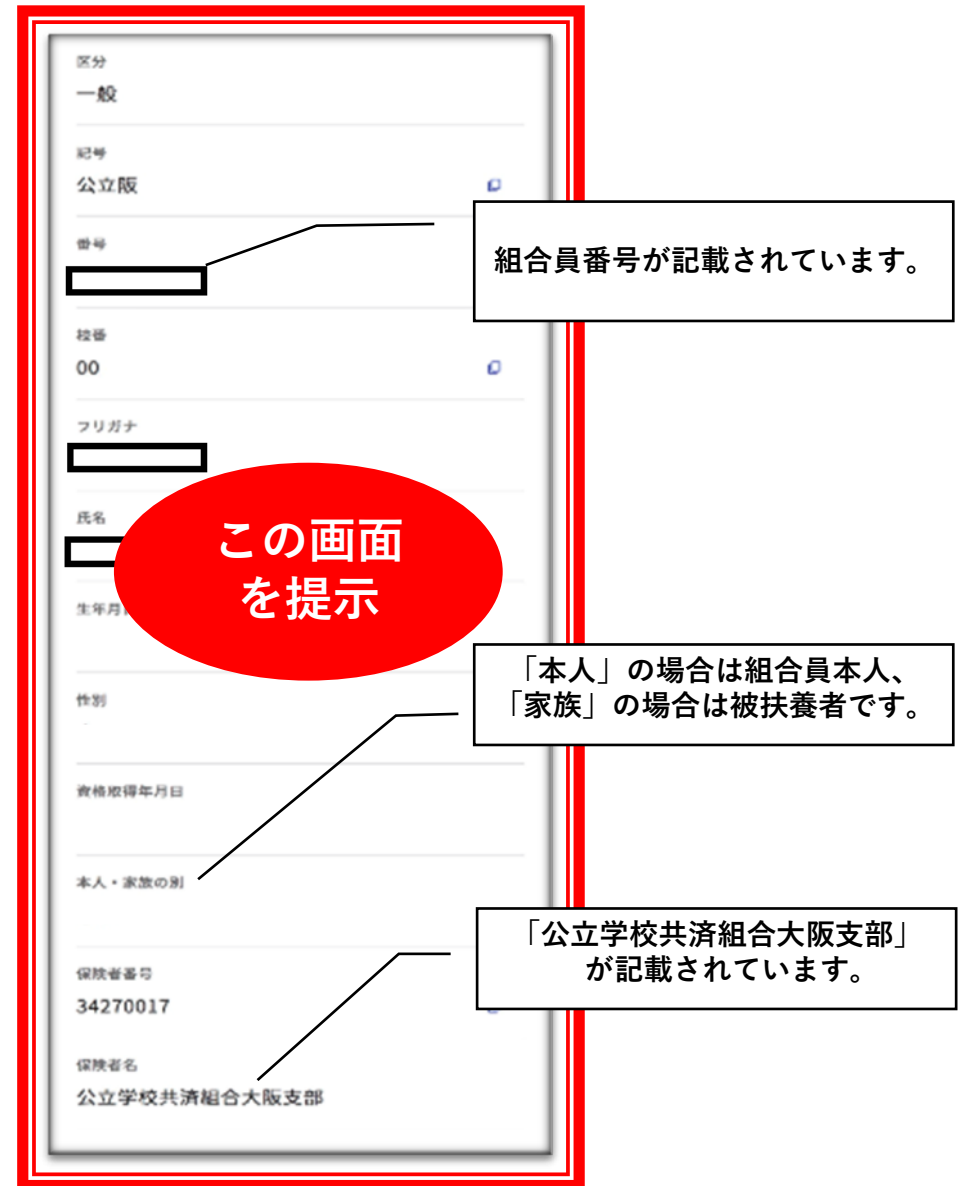 区分
一般
記号
公立阪
番号
組合員番号が記載されています。
枝番
00
フリガナ
氏名
この画面
を提示
生年月
性別
「本人」の場合は組合員本人、
「家族」の場合は被扶養者です。
資格取得年月日
本人・家族の別
「公立学校共済組合大阪支部」
が記載されています。
保険者番号
34270017
保険者名
公立学校共済組合大阪支部